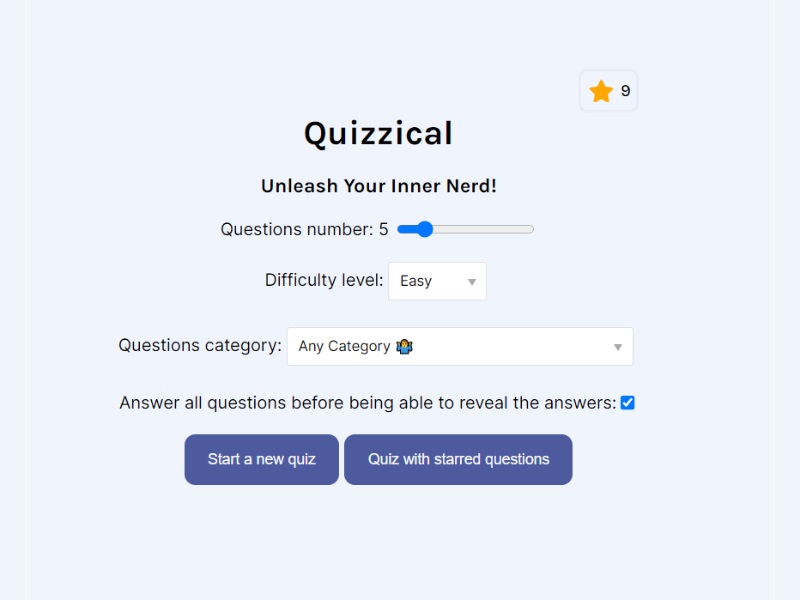 9
Quizzical
Unleash Your Inner Nerd!
Questions number: 5
Difficulty level: Easy
Questions category: Any Category 🤷‍♂️
Answer all questions before being able to reveal the answers:
Start a new quiz Quiz with starred questions